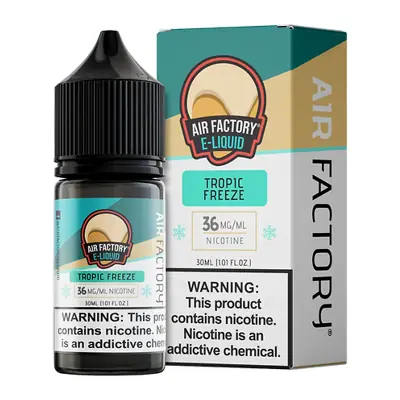 AIR FACTORY®
E-LIQUID
TROPIC
FREEZE
36 MG/ML
NICOTINE
30ML [1.01 FL.OZ.]
WARNING:
This product
contains nicotine.
Nicotine is an
addictive chemical.
AIR FACTORY®
AIR FACTORY
E-LIQUID
TROPIC FREEZE
36 MG/ML NICOTINE
30ML [1.01 FL.OZ.]
WARNING: This product
contains nicotine. Nicotine
is an addictive chemical.
AIR FACTORY